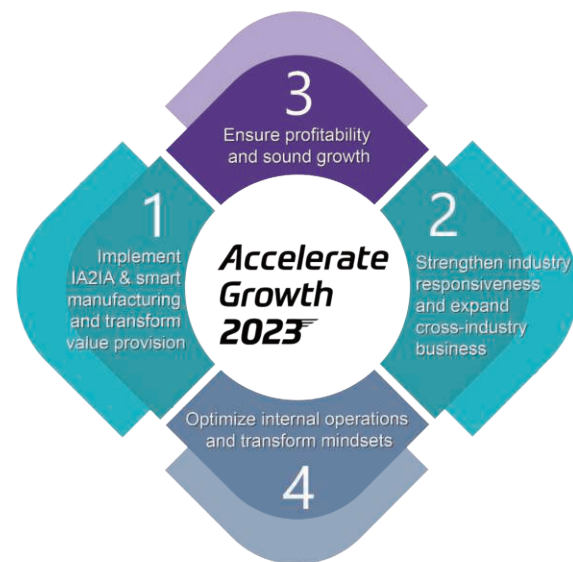 3
Ensure profitability
and sound growth
1
Implement
IA2IA & smart
manufacturing
and transform
value provision
Accelerate
Growth
2023
2
Strengthen industry
responsiveness
and expand
cross-industry
business
Optimize internal operations
and transform mindsets
4